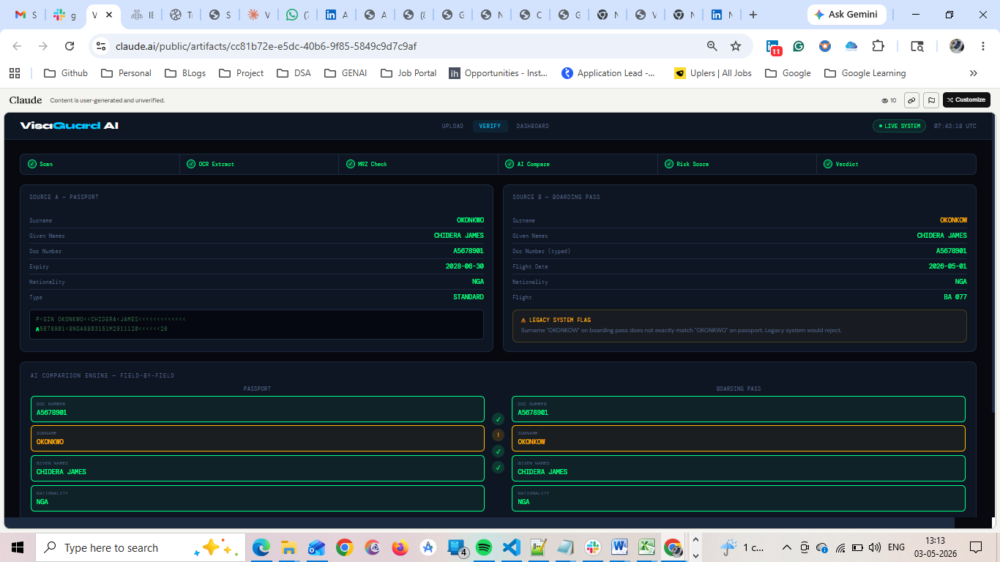 M S
g
V
IE
Ti
S
V
(7
A
A
(8
G
N
C
G
N
V
N
N
Ask Gemini
claude.ai/public/artifacts/cc81b72e-e5dc-40b6-9f85-5849c9d7c9af
11
Github
Personal
BLogs
Project
DSA
GENAI
Job Portal
ih
Opportunities - Inst...
Application Lead -...
Uplers | All Jobs
Google
Google Learning
Claude
Content is user-generated and unverified.
10
Customize
VisaGuard AI
UPLOAD
VERIFY
DASHBOARD
LIVE SYSTEM
07:43:18 UTC
Scan
OCR Extract
MRZ Check
AI Compare
Risk Score
Verdict
SOURCE A — PASSPORT
Surname OKONKWO
Given Names CHIDERA JAMES
Doc Number A5678901
Expiry 2028-06-30
Nationality NGA
Type STANDARD
P<GIN OKONKWO<<CHIDERA<JAMES<<<<<<<<<<<<<
A5678901<8NGA8803151M2911120<<<<<<26
SOURCE B — BOARDING PASS
Surname OKONKOW
Given Names CHIDERA JAMES
Doc Number (typed) A5678901
Flight Date 2026-05-01
Nationality NGA
Flight BA 077
⚠ LEGACY SYSTEM FLAG
Surname "OKONKOW" on boarding pass does not exactly match "OKONKWO" on passport. Legacy system would reject.
AI COMPARISON ENGINE — FIELD-BY-FIELD
PASSPORT
BOARDING PASS
DOC NUMBER
A5678901
DOC NUMBER
A5678901
SURNAME
OKONKWO
!
SURNAME
OKONKOW
GIVEN NAMES
CHIDERA JAMES
GIVEN NAMES
CHIDERA JAMES
NATIONALITY
NGA
NATIONALITY
NGA
Type here to search
4
1 c...
ENG
13:13
03-05-2026